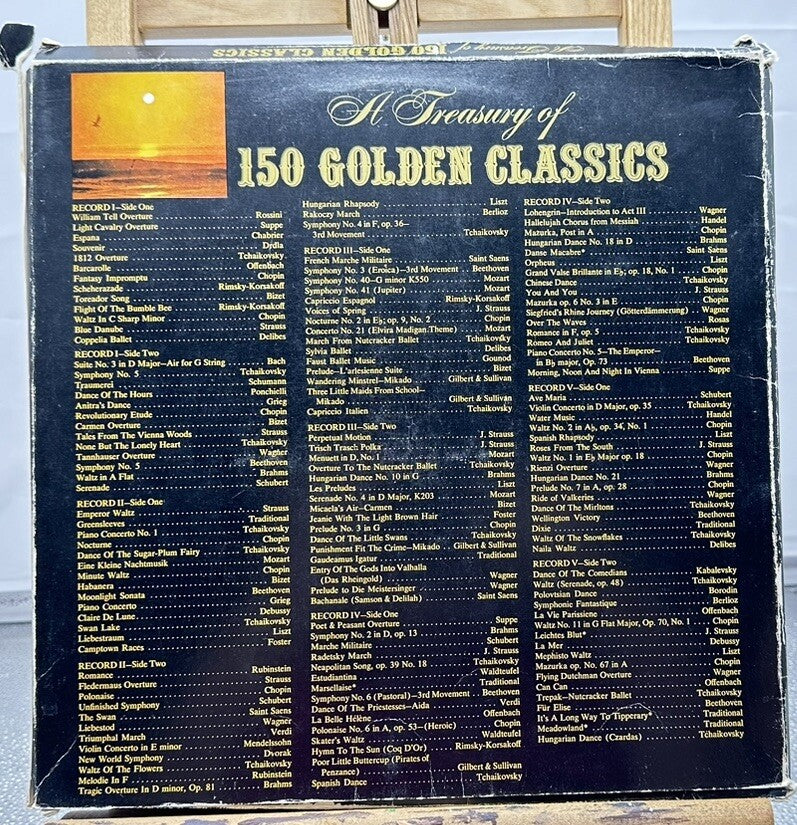 A Treasury of 150 GOLDEN CLASSICS
A Treasury of
150 GOLDEN CLASSICS
RECORD I—Side One
William Tell Overture Rossini
Light Cavalry Overture Suppe
Espana Chabrier
Souvenir Drdla
1812 Overture Tchaikovsky
Barcarolle Offenbach
Fantasy Impromptu Chopin
Scheherazade Rimsky-Korsakoff
Toreador Song Bizet
Flight Of The Bumble Bee Rimsky-Korsakoff
Waltz In C Sharp Minor Chopin
Blue Danube Strauss
Coppelia Ballet Delibes
RECORD I—Side Two
Suite No. 3 in D Major—Air for G String Bach
Symphony No. 5 Tchaikovsky
Traumerei Schumann
Dance Of The Hours Ponchielli
Anitra's Dance Grieg
Revolutionary Etude Chopin
Carmen Overture Bizet
Tales From The Vienna Woods Strauss
None But The Lonely Heart Tchaikovsky
Tannhauser Overture Wagner
Symphony No. 5 Beethoven
Waltz in A Flat Brahms
Serenade Schubert
RECORD II—Side One
Emperor Waltz Strauss
Greensleeves Traditional
Piano Concerto No. 1 Tchaikovsky
Nocturne Chopin
Dance Of The Sugar-Plum Fairy Tchaikovsky
Eine Kleine Nachtmusik Mozart
Minute Waltz Chopin
Habanera Bizet
Moonlight Sonata Beethoven
Piano Concerto Grieg
Claire De Lune Debussy
Swan Lake Tchaikovsky
Liebestraum Liszt
Camptown Races Foster
RECORD II—Side Two
Romance Rubinstein
Fledermaus Overture Strauss
Polonaise Chopin
Unfinished Symphony Schubert
The Swan Saint Saens
Liebestod Wagner
Triumphal March Verdi
Violin Concerto in E minor Mendelssohn
New World Symphony Dvorak
Waltz Of The Flowers Tchaikovsky
Melodie In F Rubinstein
Tragic Overture In D minor, Op. 81 Brahms
Hungarian Rhapsody Liszt
Rakoczy March Berlioz
Symphony No. 4 in F, op. 36—
3rd Movement Tchaikovsky
RECORD III—Side One
French Marche Militaire Saint Saens
Symphony No. 3 (Eroica)—3rd Movement Beethoven
Symphony No. 40—G minor K550 Mozart
Symphony No. 41 (Jupiter) Mozart
Capriccio Espagnol Rimsky-Korsakoff
Voices of Spring J. Strauss
Nocturne No. 2 in E♭; op. 9, No. 2 Chopin
Concerto No. 21 (Elvira Madigan Theme) Mozart
March From Nutcracker Ballet Tchaikovsky
Sylvia Ballet Delibes
Faust Ballet Music Gounod
Prelude—L'arlesienne Suite Bizet
Wandering Minstrel—Mikado Gilbert & Sullivan
Three Little Maids From School—
Mikado Gilbert & Sullivan
Capriccio Italien Tchaikovsky
RECORD III—Side Two
Perpetual Motion J. Strauss
Trisch Trasch Polka J. Strauss
Menuett in D, No. 1 Mozart
Overture To The Nutcracker Ballet Tchaikovsky
Hungarian Dance No. 10 in G Brahms
Les Preludes Liszt
Serenade No. 4 in D Major, K203 Mozart
Micaela's Air—Carmen Bizet
Jeanie With The Light Brown Hair Foster
Prelude No. 3 in G Chopin
Dance Of The Little Swans Tchaikovsky
Punishment Fit The Crime—Mikado Gilbert & Sullivan
Gaudeamus Igatur Traditional
Entry Of The Gods Into Valhalla
(Das Rheingold) Wagner
Prelude to Die Meistersinger Wagner
Bachanale (Samson & Delilah) Saint Saens
RECORD IV—Side One
Poet & Peasant Overture Suppe
Symphony No. 2 in D, op. 13 Brahms
Marche Militaire Schubert
Radetsky March J. Strauss
Neapolitan Song, op. 39 No. 18 Tchaikovsky
Estudiantina Waldteufel
Marsellaise* Traditional
Symphony No. 6 (Pastoral)—3rd Movement Beethoven
Dance Of The Priestesses—Aida Verdi
La Belle Hélène Offenbach
Polonaise No. 6 in A, op. 53—(Heroic) Chopin
Skater's Waltz Waldteufel
Hymn To The Sun (Coq D'Or) Rimsky-Korsakoff
Poor Little Buttercup (Pirates of
Penzance) Gilbert & Sullivan
Spanish Dance Tchaikovsky
RECORD IV—Side Two
Lohengrin—Introduction to Act III Wagner
Hallelujah Chorus from Messiah Handel
Mazurka, Post in A Chopin
Hungarian Dance No. 18 in D Brahms
Danse Macabre* Saint Saens
Orpheus Liszt
Grand Valse Brillante in E♭; op. 18, No. 1 Chopin
Chinese Dance Tchaikovsky
You And You J. Strauss
Mazurka op. 6 No. 3 in E Chopin
Siegfried's Rhine Journey (Götterdämmerung) Wagner
Over The Waves Rosas
Romance in F, op. 5 Tchaikovsky
Romeo And Juliet Tchaikovsky
Piano Concerto No. 5—The Emperor—
in B♭ major, Op. 73 Beethoven
Morning, Noon And Night In Vienna Suppe
RECORD V—Side One
Ave Maria Schubert
Violin Concerto in D Major, op. 35 Tchaikovsky
Water Music Handel
Waltz No. 2 in A♭, op. 34, No. 1 Chopin
Spanish Rhapsody Liszt
Roses From The South J. Strauss
Waltz No. 1 in E♭ Major op. 18 Chopin
Rienzi Overture Wagner
Hungarian Dance No. 21 Brahms
Prelude No. 7 in A, op. 28 Chopin
Ride of Valkeries Wagner
Dance Of The Mirltons Tchaikovsky
Wellington Victory Beethoven
Dixie Traditional
Waltz Of The Snowflakes Tchaikovsky
Naila Waltz Delibes
RECORD V—Side Two
Dance Of The Comedians Kabalevsky
Waltz (Serenade, op. 48) Tchaikovsky
Polovtsian Dance Borodin
Symphonie Fantastique Berlioz
La Vie Parisiene Offenbach
Waltz No. 11 in G Flat Major, Op. 70, No. 1 Chopin
Leichtes Blut* J. Strauss
La Mer Debussy
Mephisto Waltz Liszt
Mazurka op. No. 67 in A Chopin
Flying Dutchman Overture Wagner
Can Can Offenbach
Trepak—Nutcracker Ballet Tchaikovsky
Für Elise Beethoven
It's A Long Way To Tipperary* Traditional
Meadowland* Traditional
Hungarian Dance (Czardas) Tchaikovsky